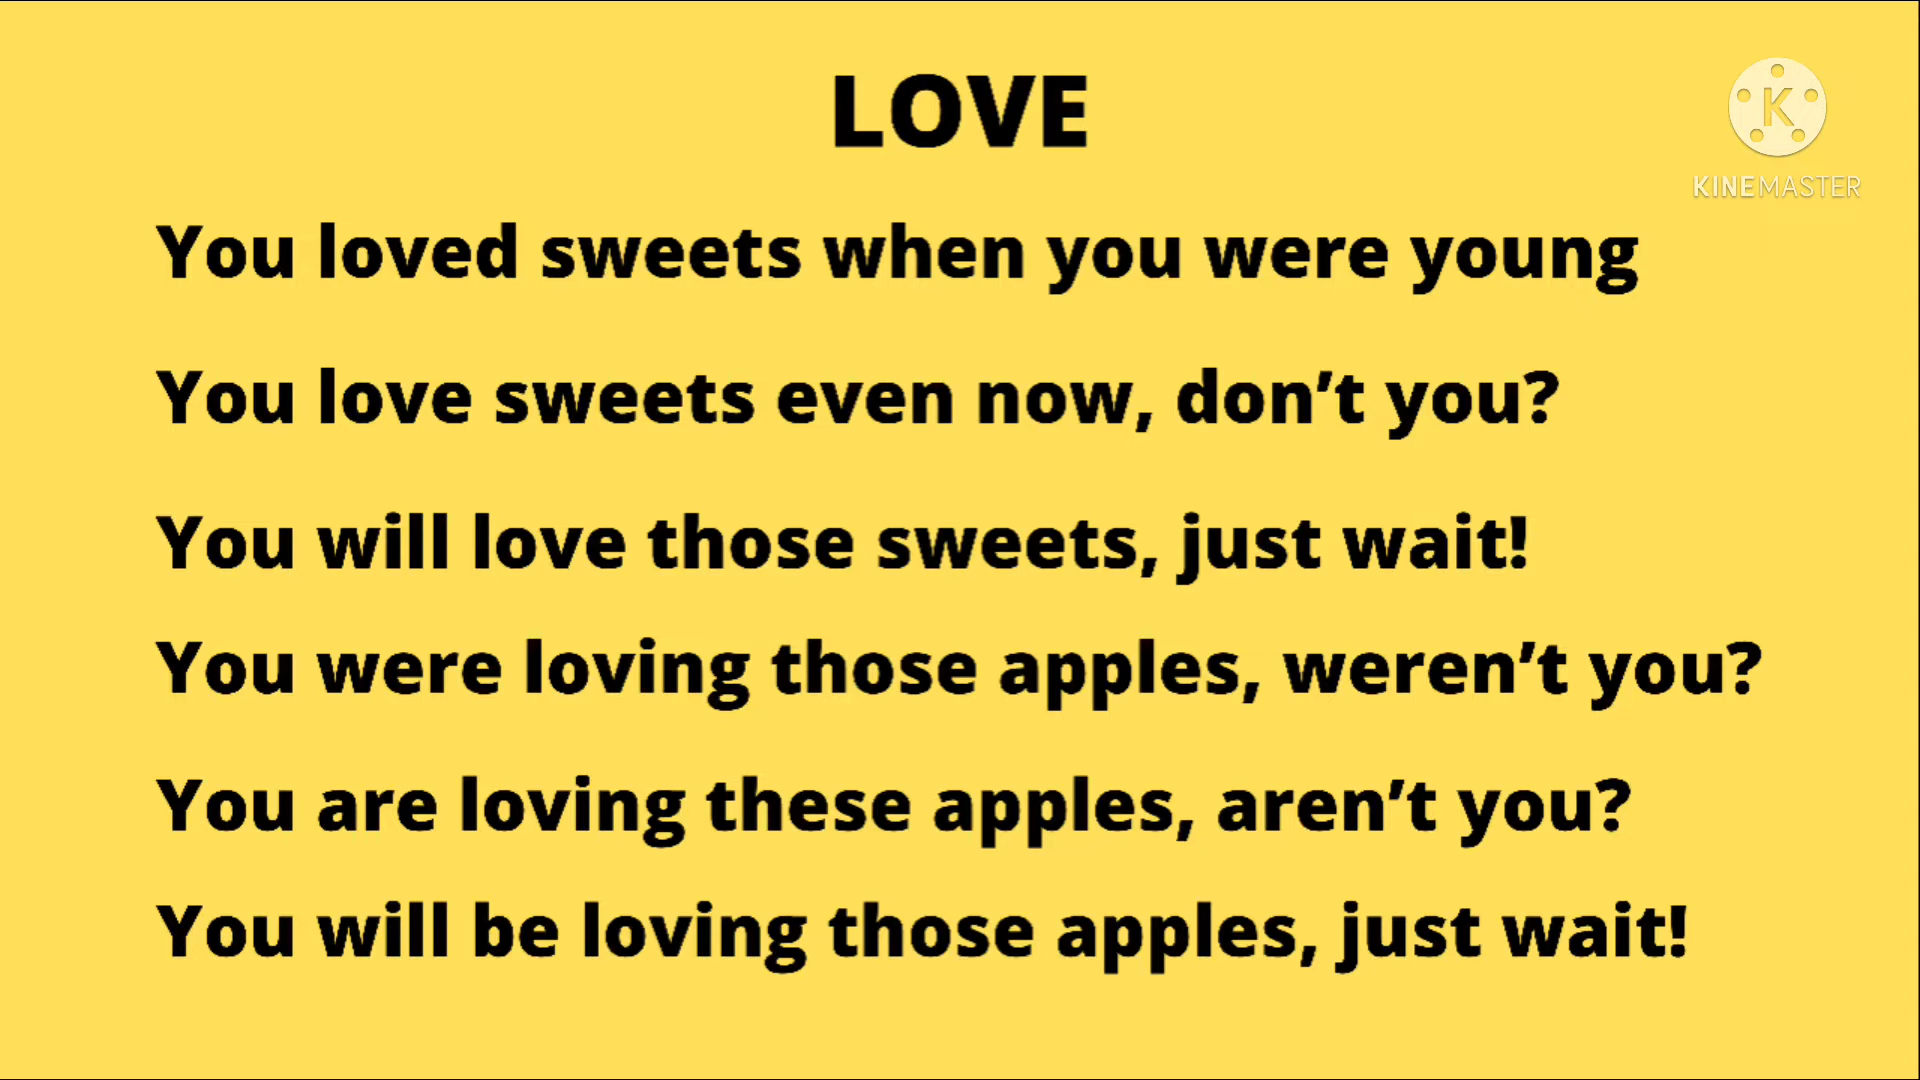 LOVE
K
KINEMASTER
You loved sweets when you were young
You love sweets even now, don’t you?
You will love those sweets, just wait!
You were loving those apples, weren’t you?
You are loving these apples, aren’t you?
You will be loving those apples, just wait!